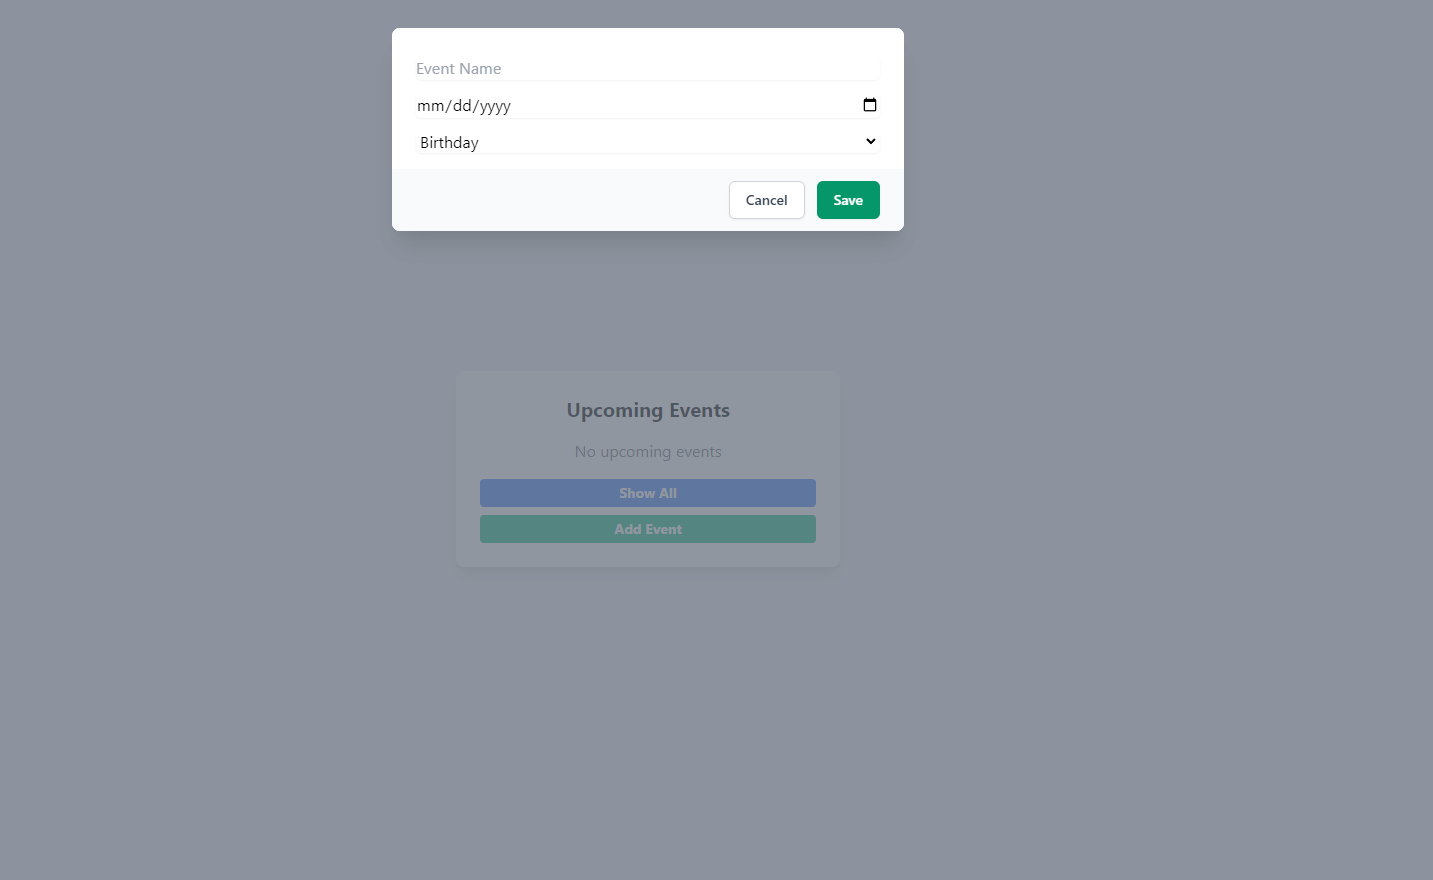 Event Name
mm/dd/yyyy
Birthday
Cancel Save
Upcoming Events
No upcoming events
Show All
Add Event